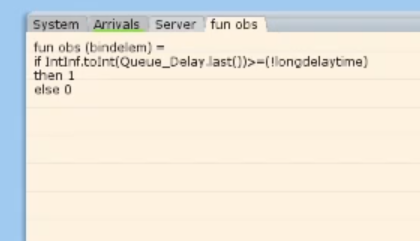 System Arrivals Server fun obs
fun obs (bindelem) =
if IntInf.toInt(Queue_Delay.last())>=(!longdelaytime)
then 1
else 0